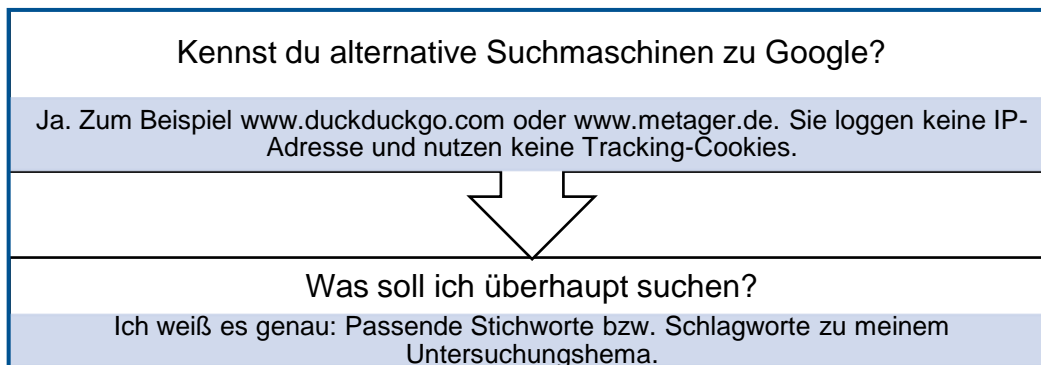 Kennst du alternative Suchmaschinen zu Google?
Ja. Zum Beispiel www.duckduckgo.com oder www.metager.de. Sie loggen keine IP-
Adresse und nutzen keine Tracking-Cookies.
Was soll ich überhaupt suchen?
Ich weiß es genau: Passende Stichworte bzw. Schlagworte zu meinem
Untersuchungshema.